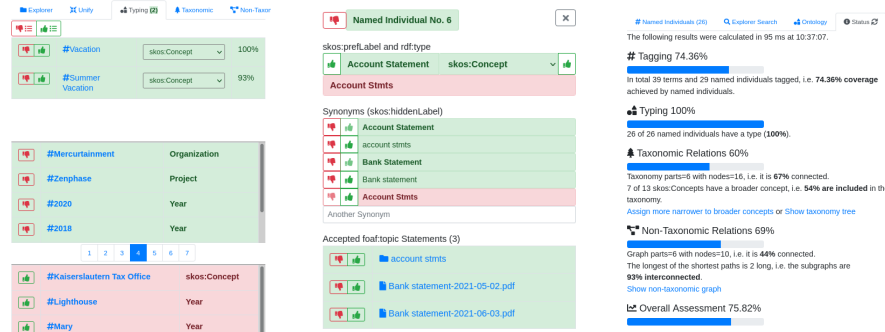 Explorer Unify Typing (2) Taxonomic Non-Taxor
#Vacation skos:Concept 100%
#Summer Vacation skos:Concept 93%
#Mercurtainment Organization
#Zenphase Project
#2020 Year
#2018 Year
1 2 3 4 5 6 7
#Kaiserslautern Tax Office skos:Concept
#Lighthouse Year
#Mary Year
Named Individual No. 6 ×
skos:prefLabel and rdf:type
Account Statement skos:Concept
Account Stmts
Synonyms (skos:hiddenLabel)
Account Statement
account stmts
Bank Statement
Bank statement
Account Stmts
Another Synonym
Accepted foaf:topic Statements (3)
account stmts
Bank statement-2021-05-02.pdf
Bank statement-2021-06-03.pdf
# Named Individuals (26) Explorer Search Ontology Status
The following results were calculated in 95 ms at 10:37:07.
# Tagging 74.36%
In total 39 terms and 29 named individuals tagged, i.e. 74.36% coverage
achieved by named individuals.
Typing 100%
26 of 26 named individuals have a type (100%).
Taxonomic Relations 60%
Taxonomy parts=6 with nodes=16, i.e. it is 67% connected.
7 of 13 skos:Concepts have a broader concept, i.e. 54% are included in th
taxonomy.
Assign more narrower to broader concepts or Show taxonomy tree
Non-Taxonomic Relations 69%
Graph parts=6 with nodes=10, i.e. it is 44% connected.
The longest of the shortest paths is 2 long, i.e. the subgraphs are
93% interconnected.
Show non-taxonomic graph
Overall Assessment 75.82%